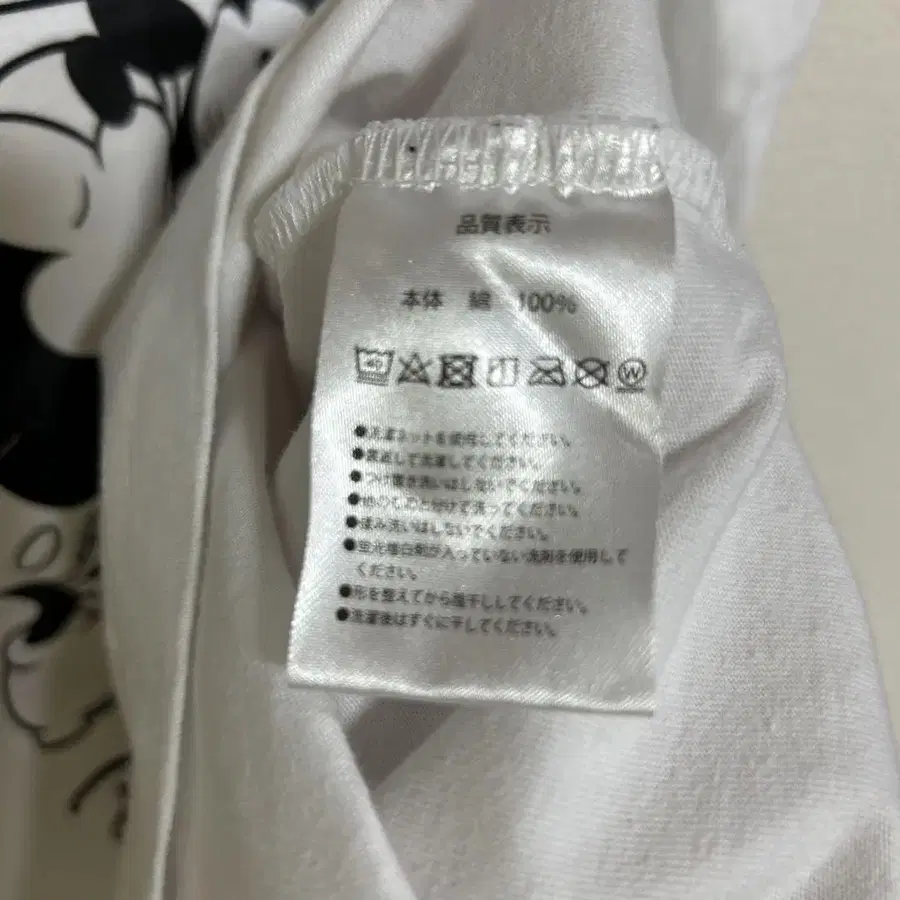 品質表示
本体 綿 100%
40
W
●洗濯ネットを使用してください。
●裏返して洗濯してください。
●つけ置き洗いはしないでください。
●他のものと分けて洗ってください。
●揉み洗いはしないでください。
●蛍光増白剤が入っていない洗剤を使用して
ください。
●形を整えてから陰干ししてください。
●洗濯後はすぐに干してください。